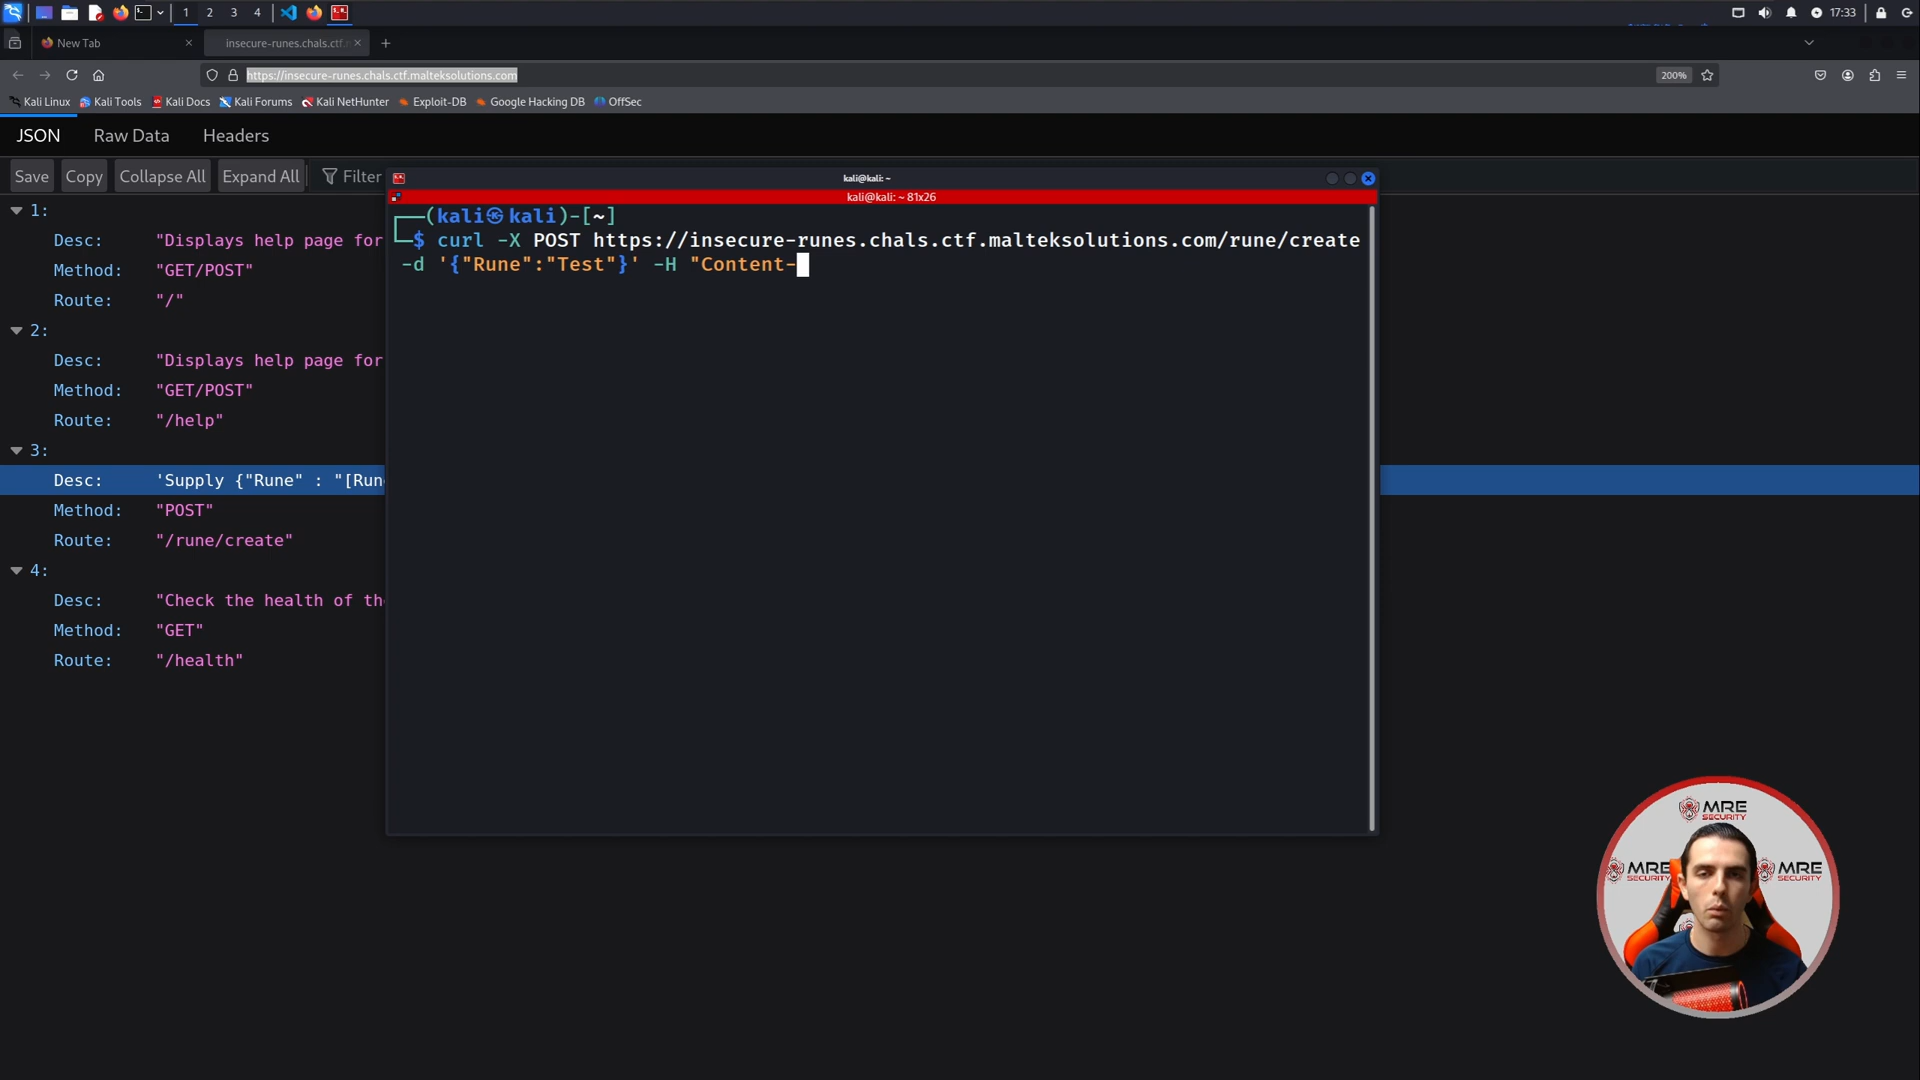 1 2 3 4 17:33
New Tab insecure-runes.chals.ctf.
https://insecure-runes.chals.ctf.malteksolutions.com 200%
Kali Linux Kali Tools Kali Docs Kali Forums Kali NetHunter Exploit-DB Google Hacking DB OffSec
JSON Raw Data Headers
Save Copy Collapse All Expand All Filter
kali@kali: ~
kali@kali: ~ 81x26
┌──(kali㉿kali)-[~]
└─$ curl -X POST https://insecure-runes.chals.ctf.malteksolutions.com/rune/create
-d '{"Rune":"Test"}' -H "Content-
1:
Desc: "Displays help page for
Method: "GET/POST"
Route: "/"
2:
Desc: "Displays help page for
Method: "GET/POST"
Route: "/help"
3:
Desc: 'Supply {"Rune" : "[Run
Method: "POST"
Route: "/rune/create"
4:
Desc: "Check the health of th
Method: "GET"
Route: "/health"
MRE
SECURITY
MRE
SECURITY
MRE
SECURITY